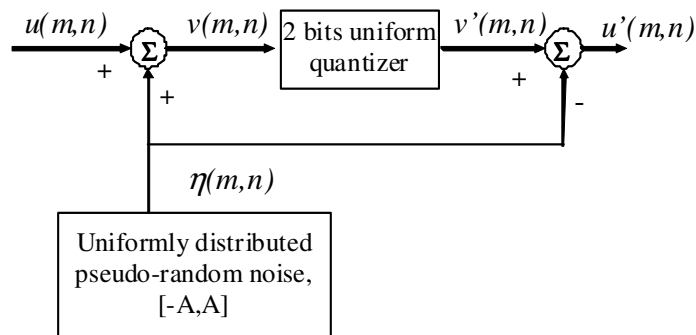 u(m,n)
v(m,n)
2 bits uniform
quantizer
v’(m,n)
u’(m,n)
Σ
Σ
+
+
+
-
η(m,n)
Uniformly distributed
pseudo-random noise,
[-A,A]